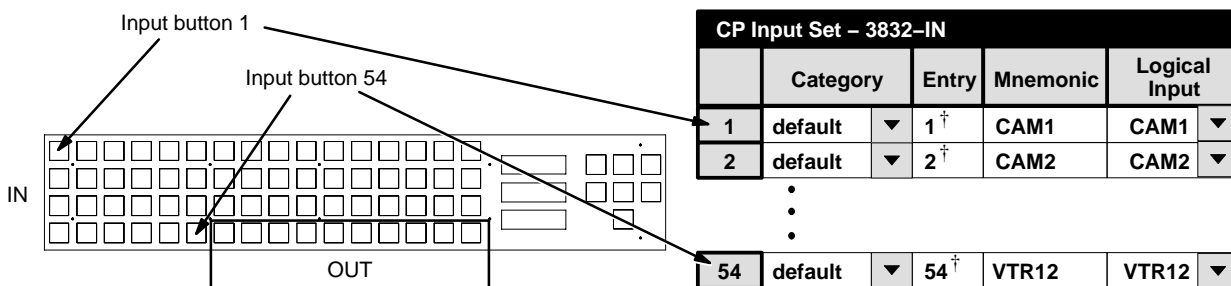 Input button 1
Input button 54
IN
OUT
CP Input Set – 3832–IN
Category Entry Mnemonic Logical Input
1 default 1† CAM1 CAM1
2 default 2† CAM2 CAM2
54 default 54† VTR12 VTR12